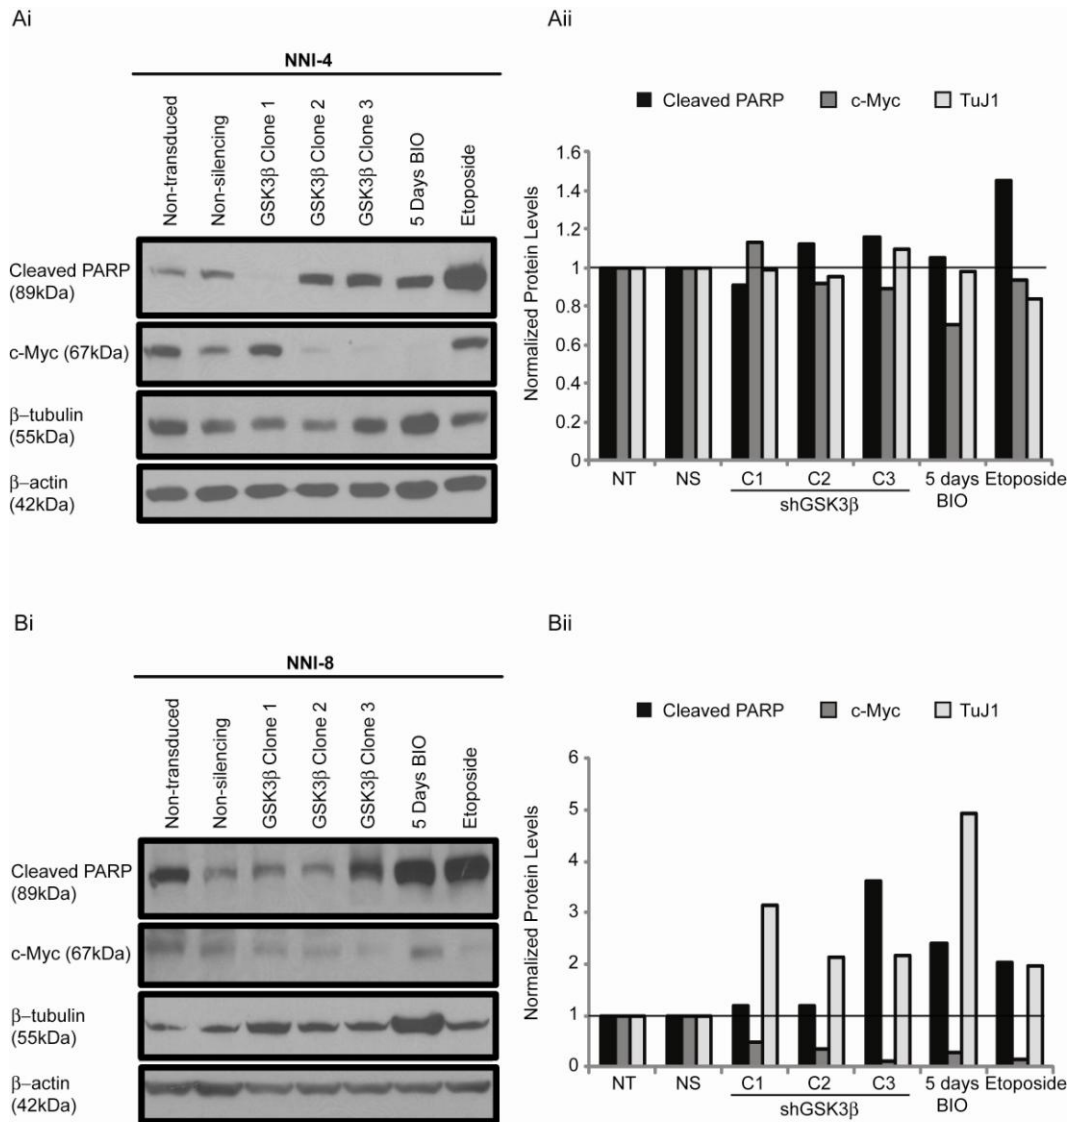 Ai
NNI-4
Non-transduced
Non-silencing
GSK3β Clone 1
GSK3β Clone 2
GSK3β Clone 3
5 Days BIO
Etoposide
Cleaved PARP
(89kDa)
c-Myc (67kDa)
β–tubulin
(55kDa)
β–actin
(42kDa)
Aii
Cleaved PARP
c-Myc
TuJ1
Normalized Protein Levels
1.6
1.4
1.2
1
0.8
0.6
0.4
0.2
0
NT
NS
C1
C2
C3
5 days
BIO
Etoposide
shGSK3β
Bi
NNI-8
Non-transduced
Non-silencing
GSK3β Clone 1
GSK3β Clone 2
GSK3β Clone 3
5 Days BIO
Etoposide
Cleaved PARP
(89kDa)
c-Myc (67kDa)
β–tubulin
(55kDa)
β–actin
(42kDa)
Bii
Cleaved PARP
c-Myc
TuJ1
Normalized Protein Levels
6
5
4
3
2
1
0
NT
NS
C1
C2
C3
5 days
BIO
Etoposide
shGSK3β